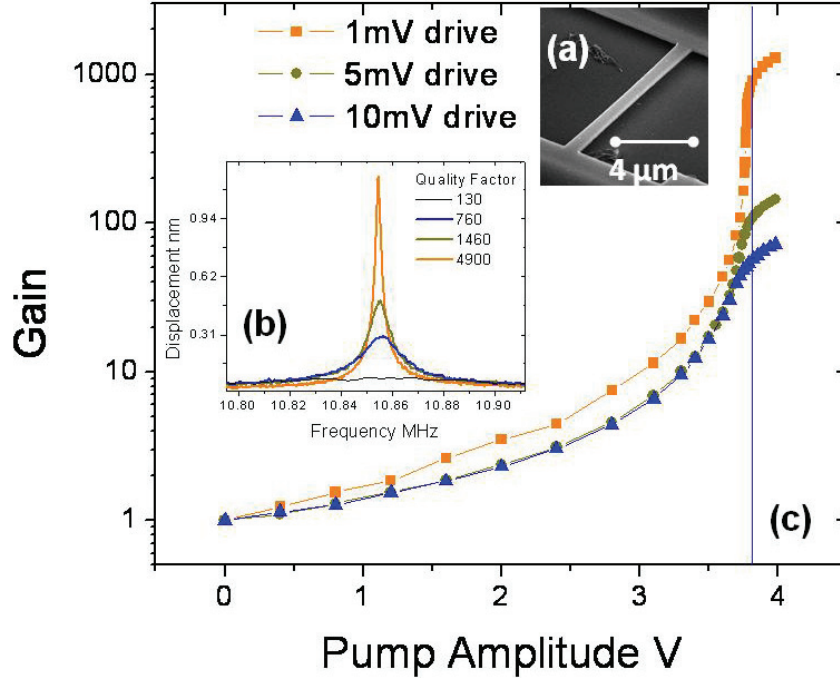 1mV drive
5mV drive
10mV drive
(a)
4 μm
Quality Factor
130
760
1460
4900
0.94
0.62
0.31
Displacement nm
(b)
10.80 10.82 10.84 10.86 10.88 10.90
Frequency MHz
1000
100
10
1
Gain
(c)
0 1 2 3 4
Pump Amplitude V